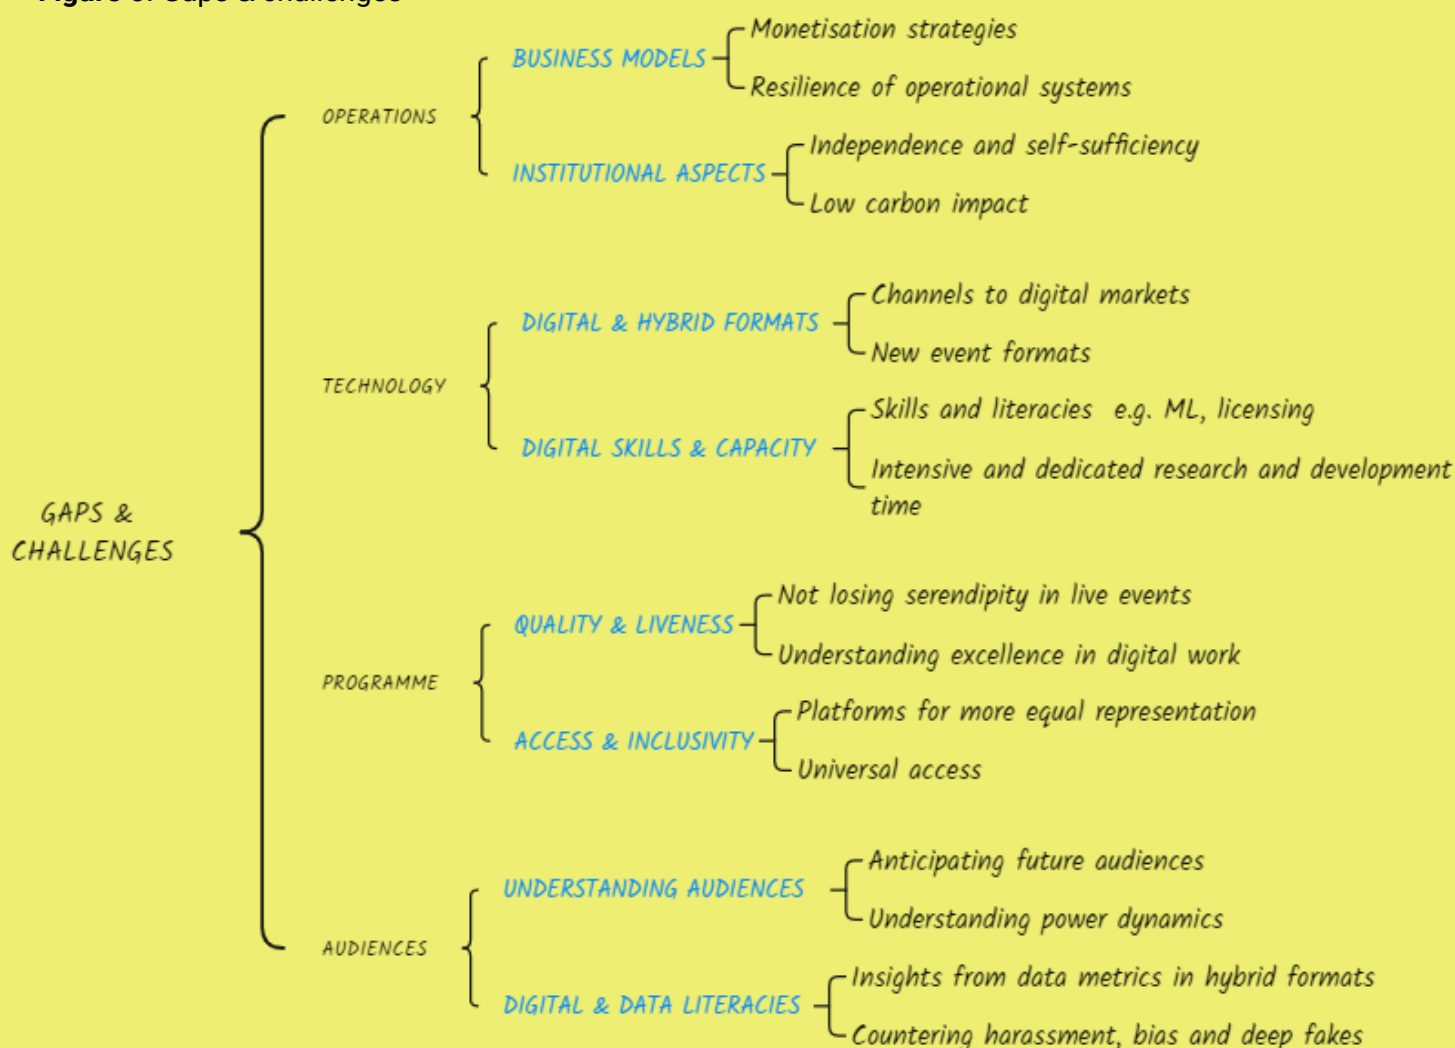 GAPS &
CHALLENGES
OPERATIONS
BUSINESS MODELS
Monetisation strategies
Resilience of operational systems
INSTITUTIONAL ASPECTS
Independence and self-sufficiency
Low carbon impact
TECHNOLOGY
DIGITAL & HYBRID FORMATS
Channels to digital markets
New event formats
DIGITAL SKILLS & CAPACITY
Skills and literacies e.g. ML, licensing
Intensive and dedicated research and development
time
PROGRAMME
QUALITY & LIVENESS
Not losing serendipity in live events
Understanding excellence in digital work
ACCESS & INCLUSIVITY
Platforms for more equal representation
Universal access
AUDIENCES
UNDERSTANDING AUDIENCES
Anticipating future audiences
Understanding power dynamics
DIGITAL & DATA LITERACIES
Insights from data metrics in hybrid formats
Countering harassment, bias and deep fakes